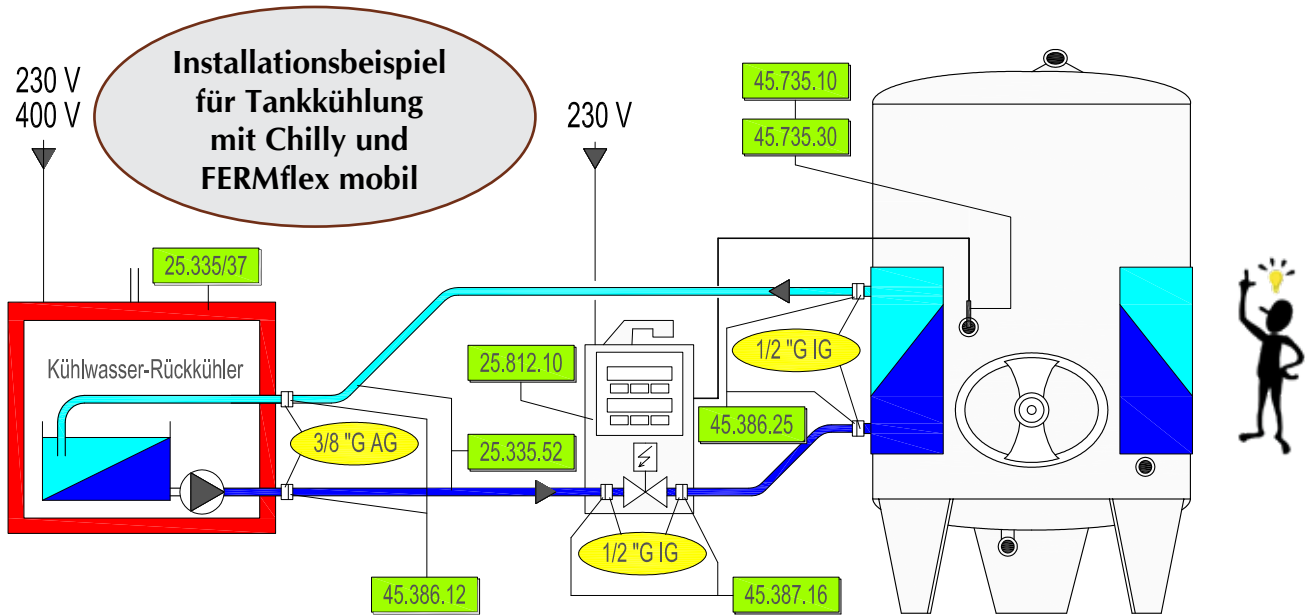 Installationsbeispiel
für Tankkühlung
mit Chilly und
FERMflex mobil
230 V
400 V
230 V
45.735.10
45.735.30
25.335/37
Kühlwasser-Rückkühler
25.812.10
1/2 "G IG
3/8 "G AG
45.386.25
25.335.52
1/2 "G IG
45.386.12
45.387.16